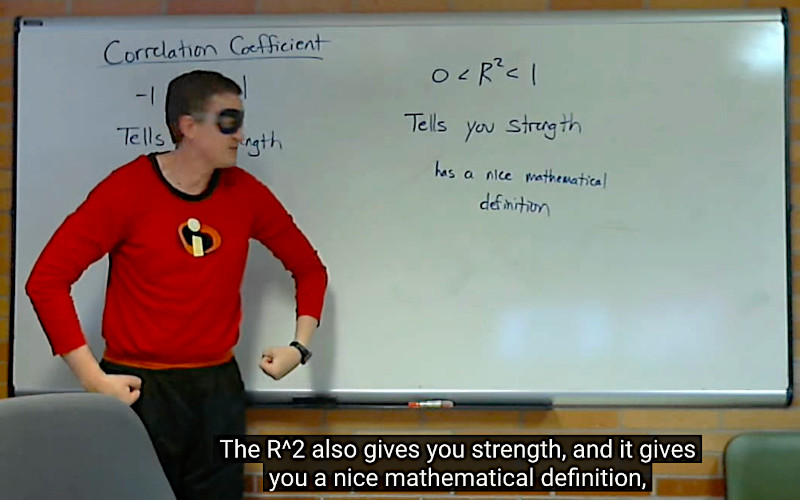 Correlation Coefficient
-1 1
Tells ngth
0 < R² < 1
Tells you strength
has a nice mathematical
definition
i
The R^2 also gives you strength, and it gives
you a nice mathematical definition,